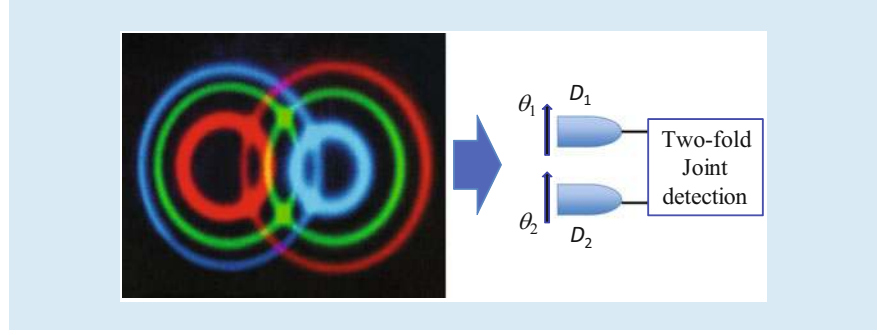 θ1
D1
Two-fold
Joint
detection
θ2
D2